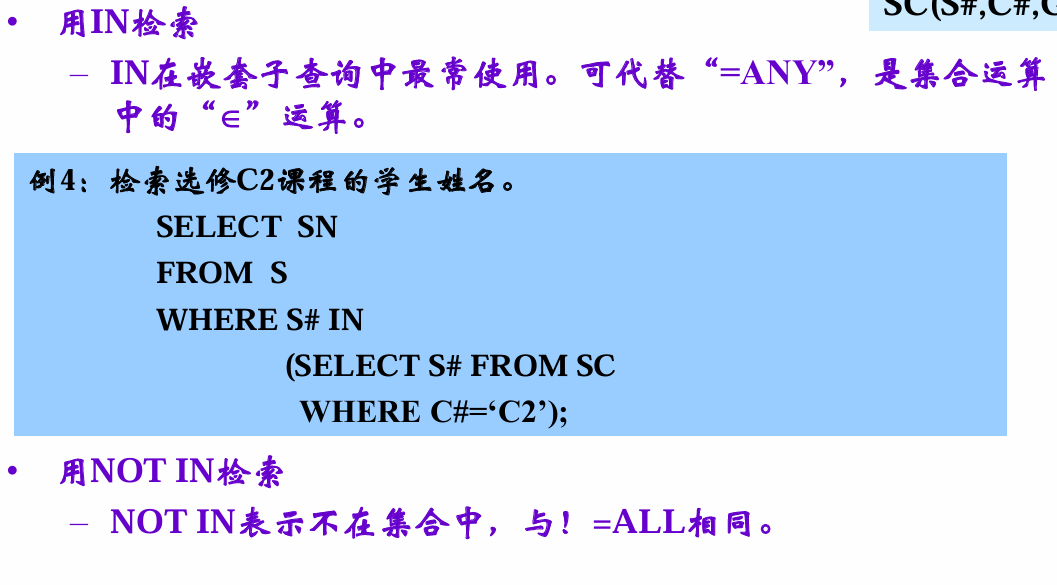 SC(S#,C#,G
• 用IN检索
– IN在嵌套子查询中最常使用。可代替“=ANY”，是集合运算
中的“∈”运算。
例4：检索选修C2课程的学生姓名。
SELECT SN
FROM S
WHERE S# IN
(SELECT S# FROM SC
WHERE C#=‘C2’);
• 用NOT IN检索
– NOT IN表示不在集合中，与！=ALL相同。